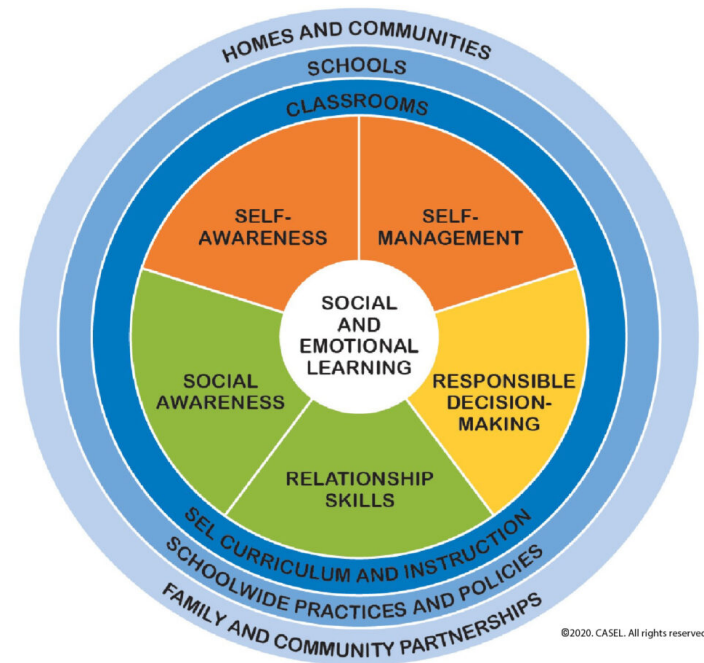 HOMES AND COMMUNITIES
SCHOOLS
CLASSROOMS
SELF-
AWARENESS
SELF-
MANAGEMENT
SOCIAL
AND
EMOTIONAL
LEARNING
SOCIAL
AWARENESS
RESPONSIBLE
DECISION-
MAKING
RELATIONSHIP
SKILLS
SEL CURRICULUM AND INSTRUCTION
SCHOOLWIDE PRACTICES AND POLICIES
FAMILY AND COMMUNITY PARTNERSHIPS
©2020. CASEL. All rights reserved